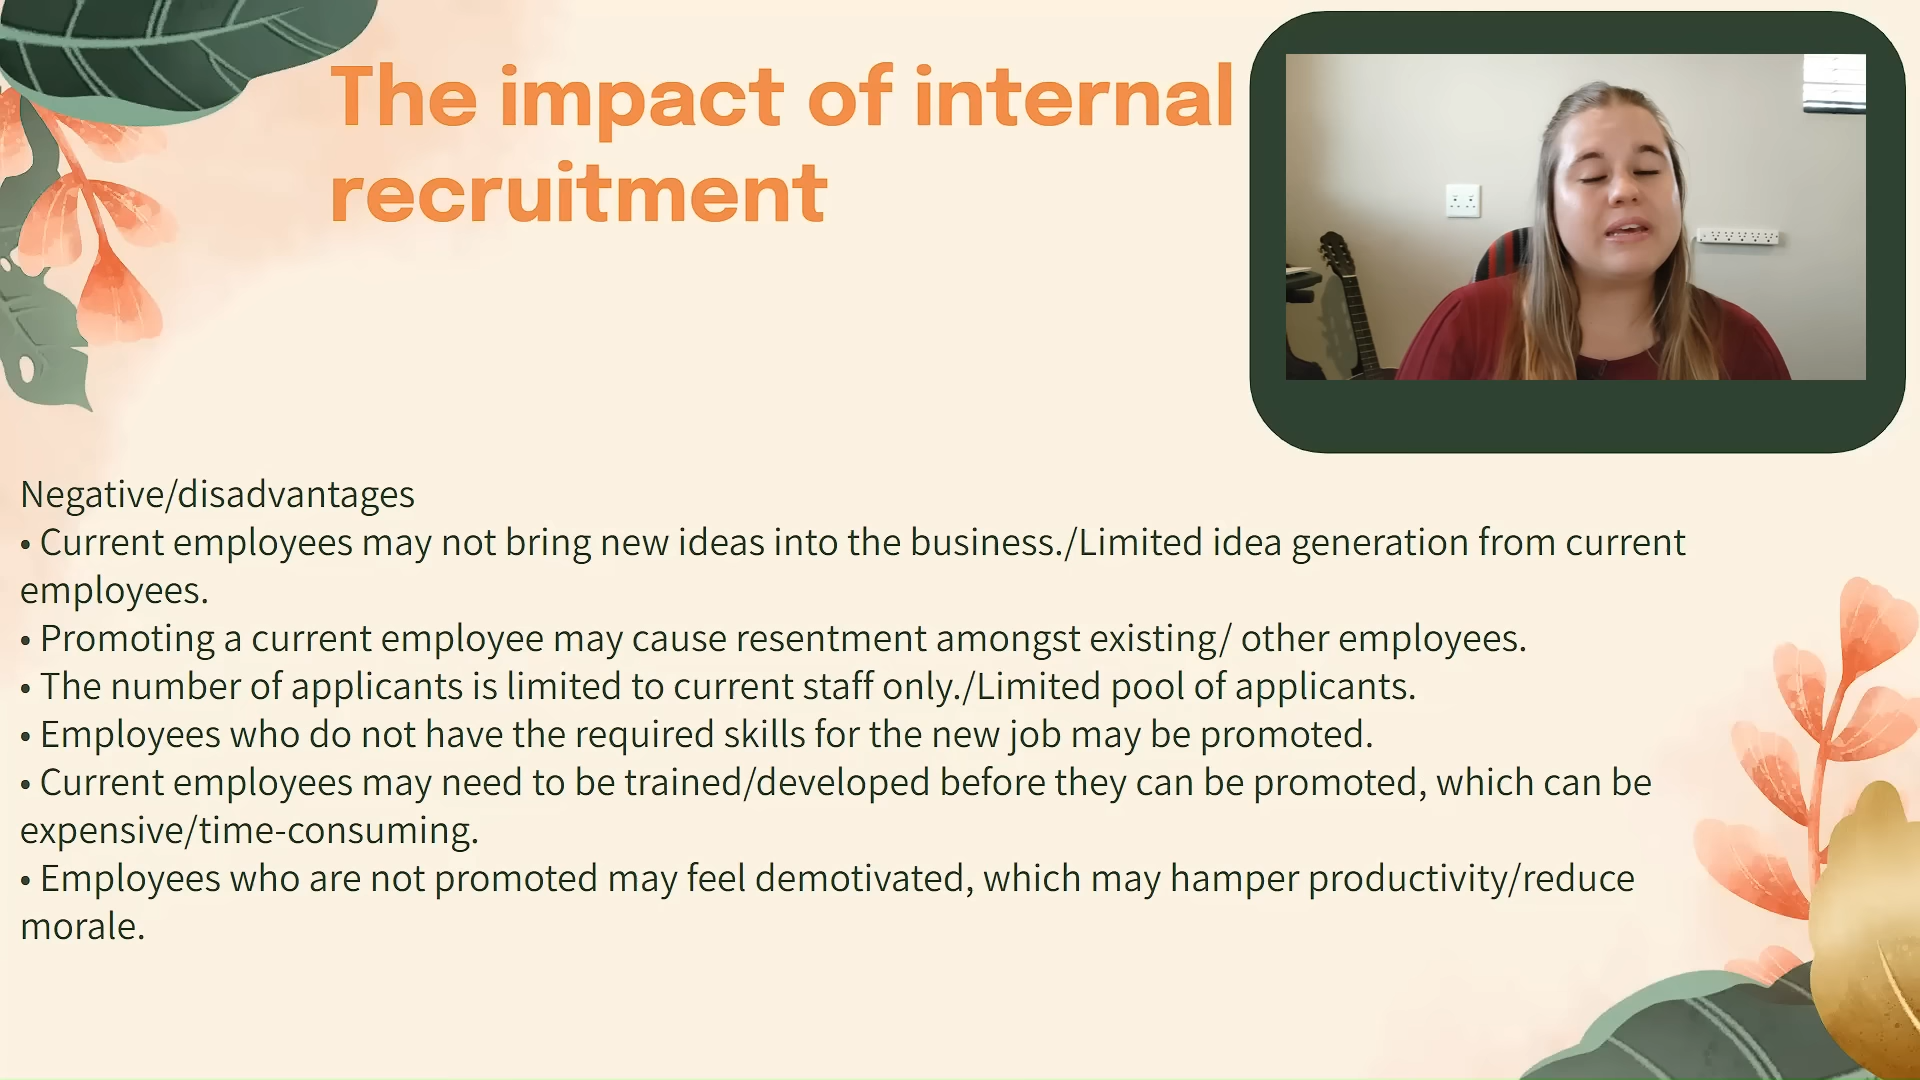 The impact of internal
recruitment
Negative/disadvantages
• Current employees may not bring new ideas into the business./Limited idea generation from current
employees.
• Promoting a current employee may cause resentment amongst existing/ other employees.
• The number of applicants is limited to current staff only./Limited pool of applicants.
• Employees who do not have the required skills for the new job may be promoted.
• Current employees may need to be trained/developed before they can be promoted, which can be
expensive/time-consuming.
• Employees who are not promoted may feel demotivated, which may hamper productivity/reduce
morale.